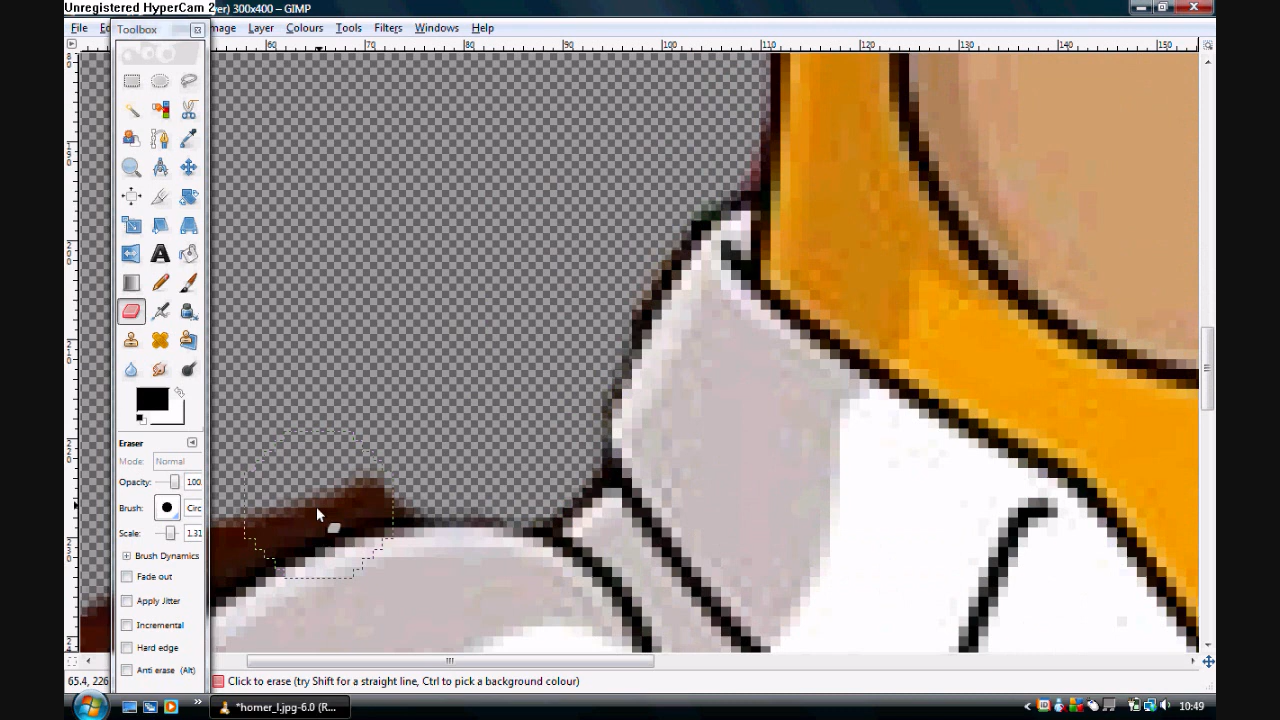 Unregistered HyperCam 2
er) 300x400 – GIMP
File
Toolbox
mage Layer Colours Tools Filters Windows Help
60 70 80 90 100 110 120 130 140 150
Eraser
Mode: Normal
Opacity: 100
Brush: Circ
Scale: 1.31
Brush Dynamics
Fade out
Apply Jitter
Incremental
Hard edge
Anti erase (Alt)
65.4, 226
Click to erase (try Shift for a straight line, Ctrl to pick a background colour)
*homer_l.jpg-6.0 (R...
10:49